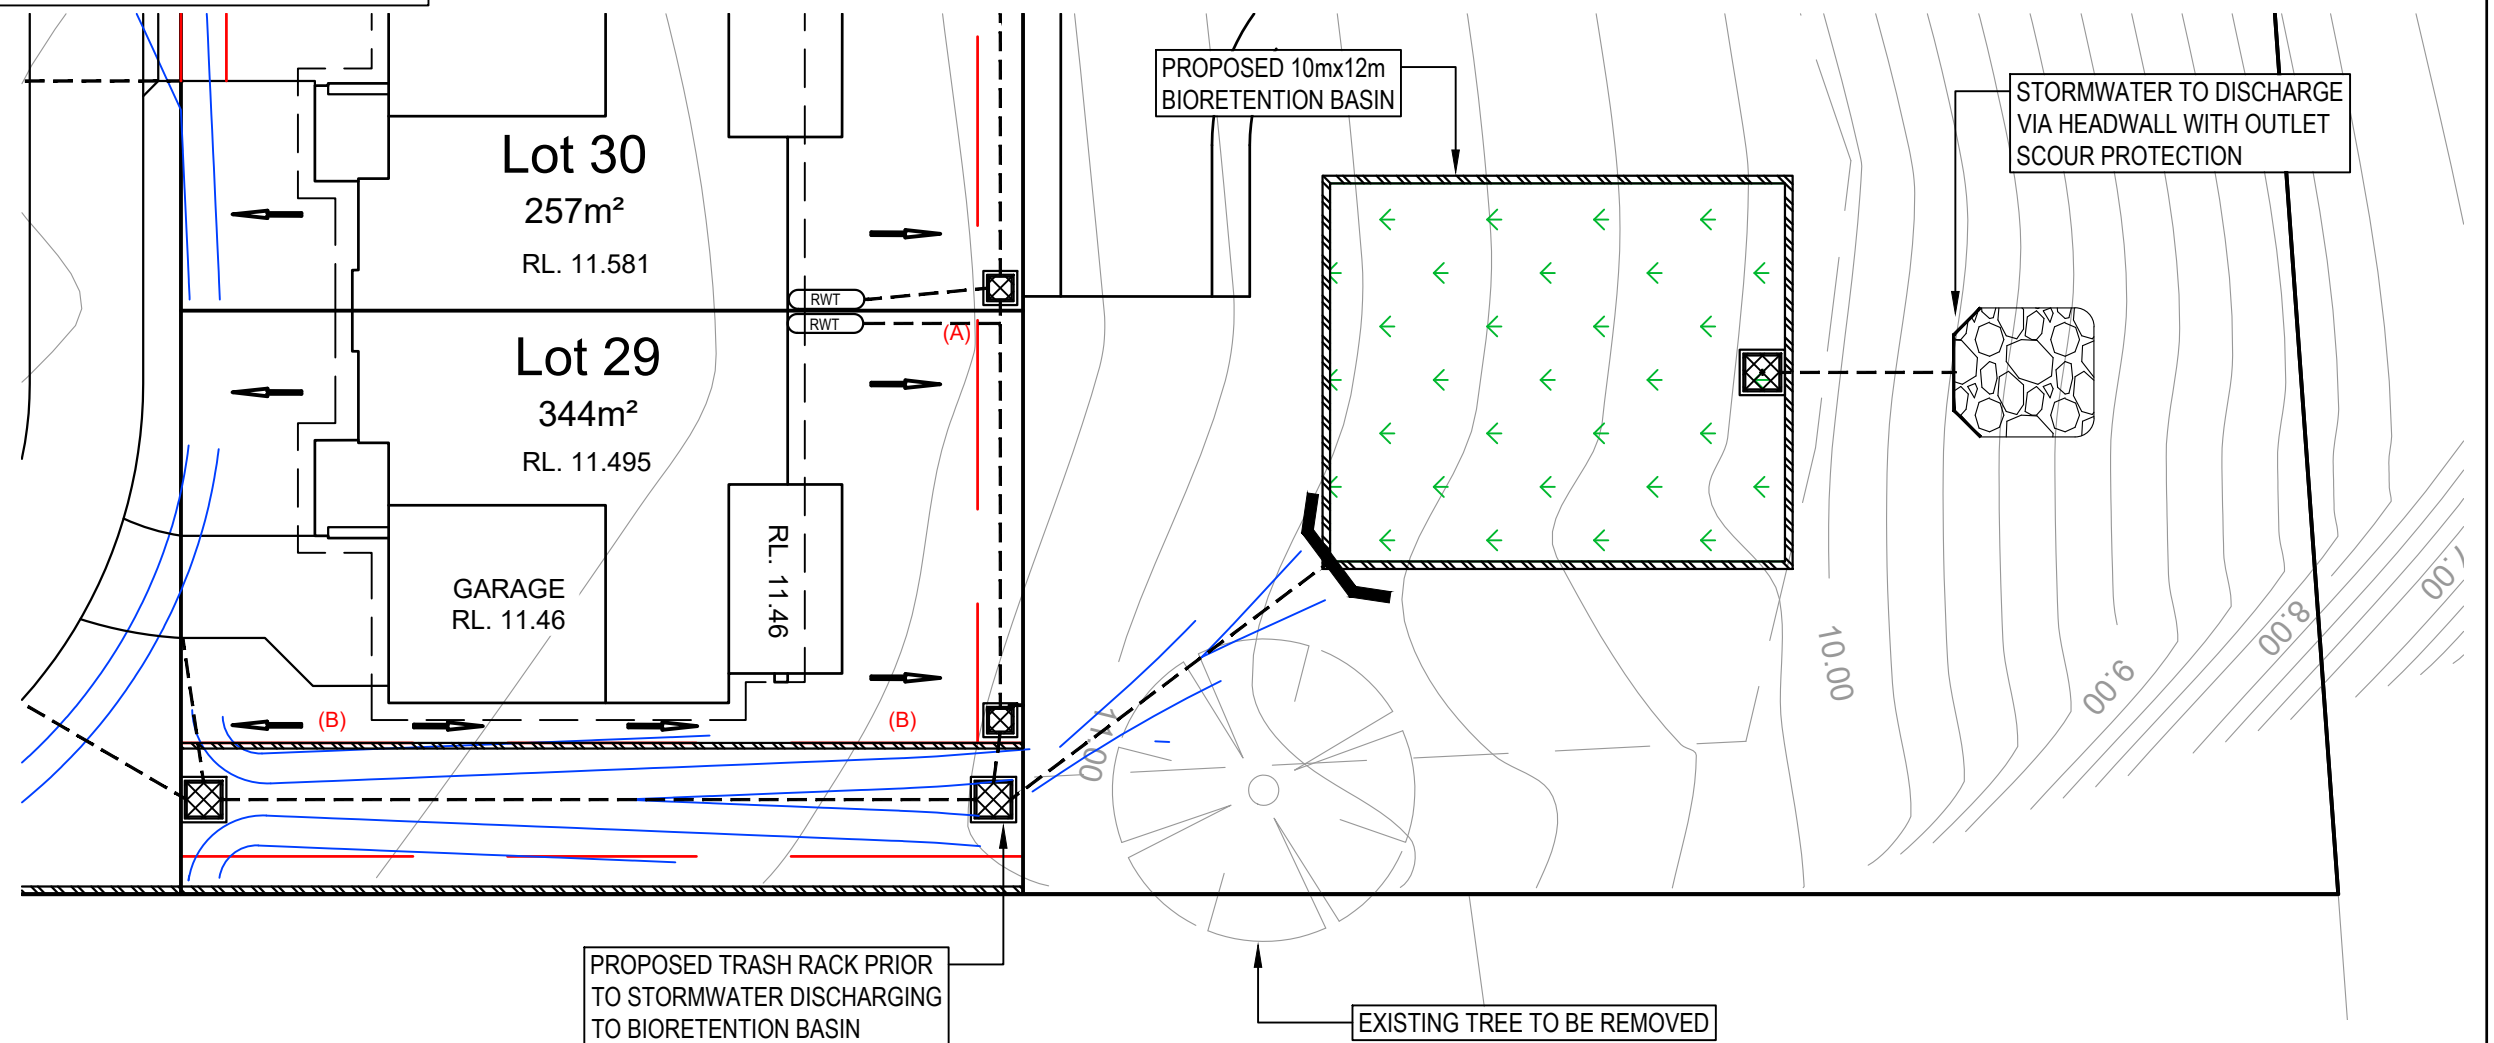 PROPOSED 10mx12m
BIORETENTION BASIN
STORMWATER TO DISCHARGE
VIA HEADWALL WITH OUTLET
SCOUR PROTECTION
Lot 30
257m²
RL. 11.581
RWT
RWT
(A)
Lot 29
344m²
RL. 11.495
GARAGE
RL. 11.46
RL. 11.46
(B)
(B)
10.00
9.00
8.00
7.00
PROPOSED TRASH RACK PRIOR
TO STORMWATER DISCHARGING
TO BIORETENTION BASIN
EXISTING TREE TO BE REMOVED